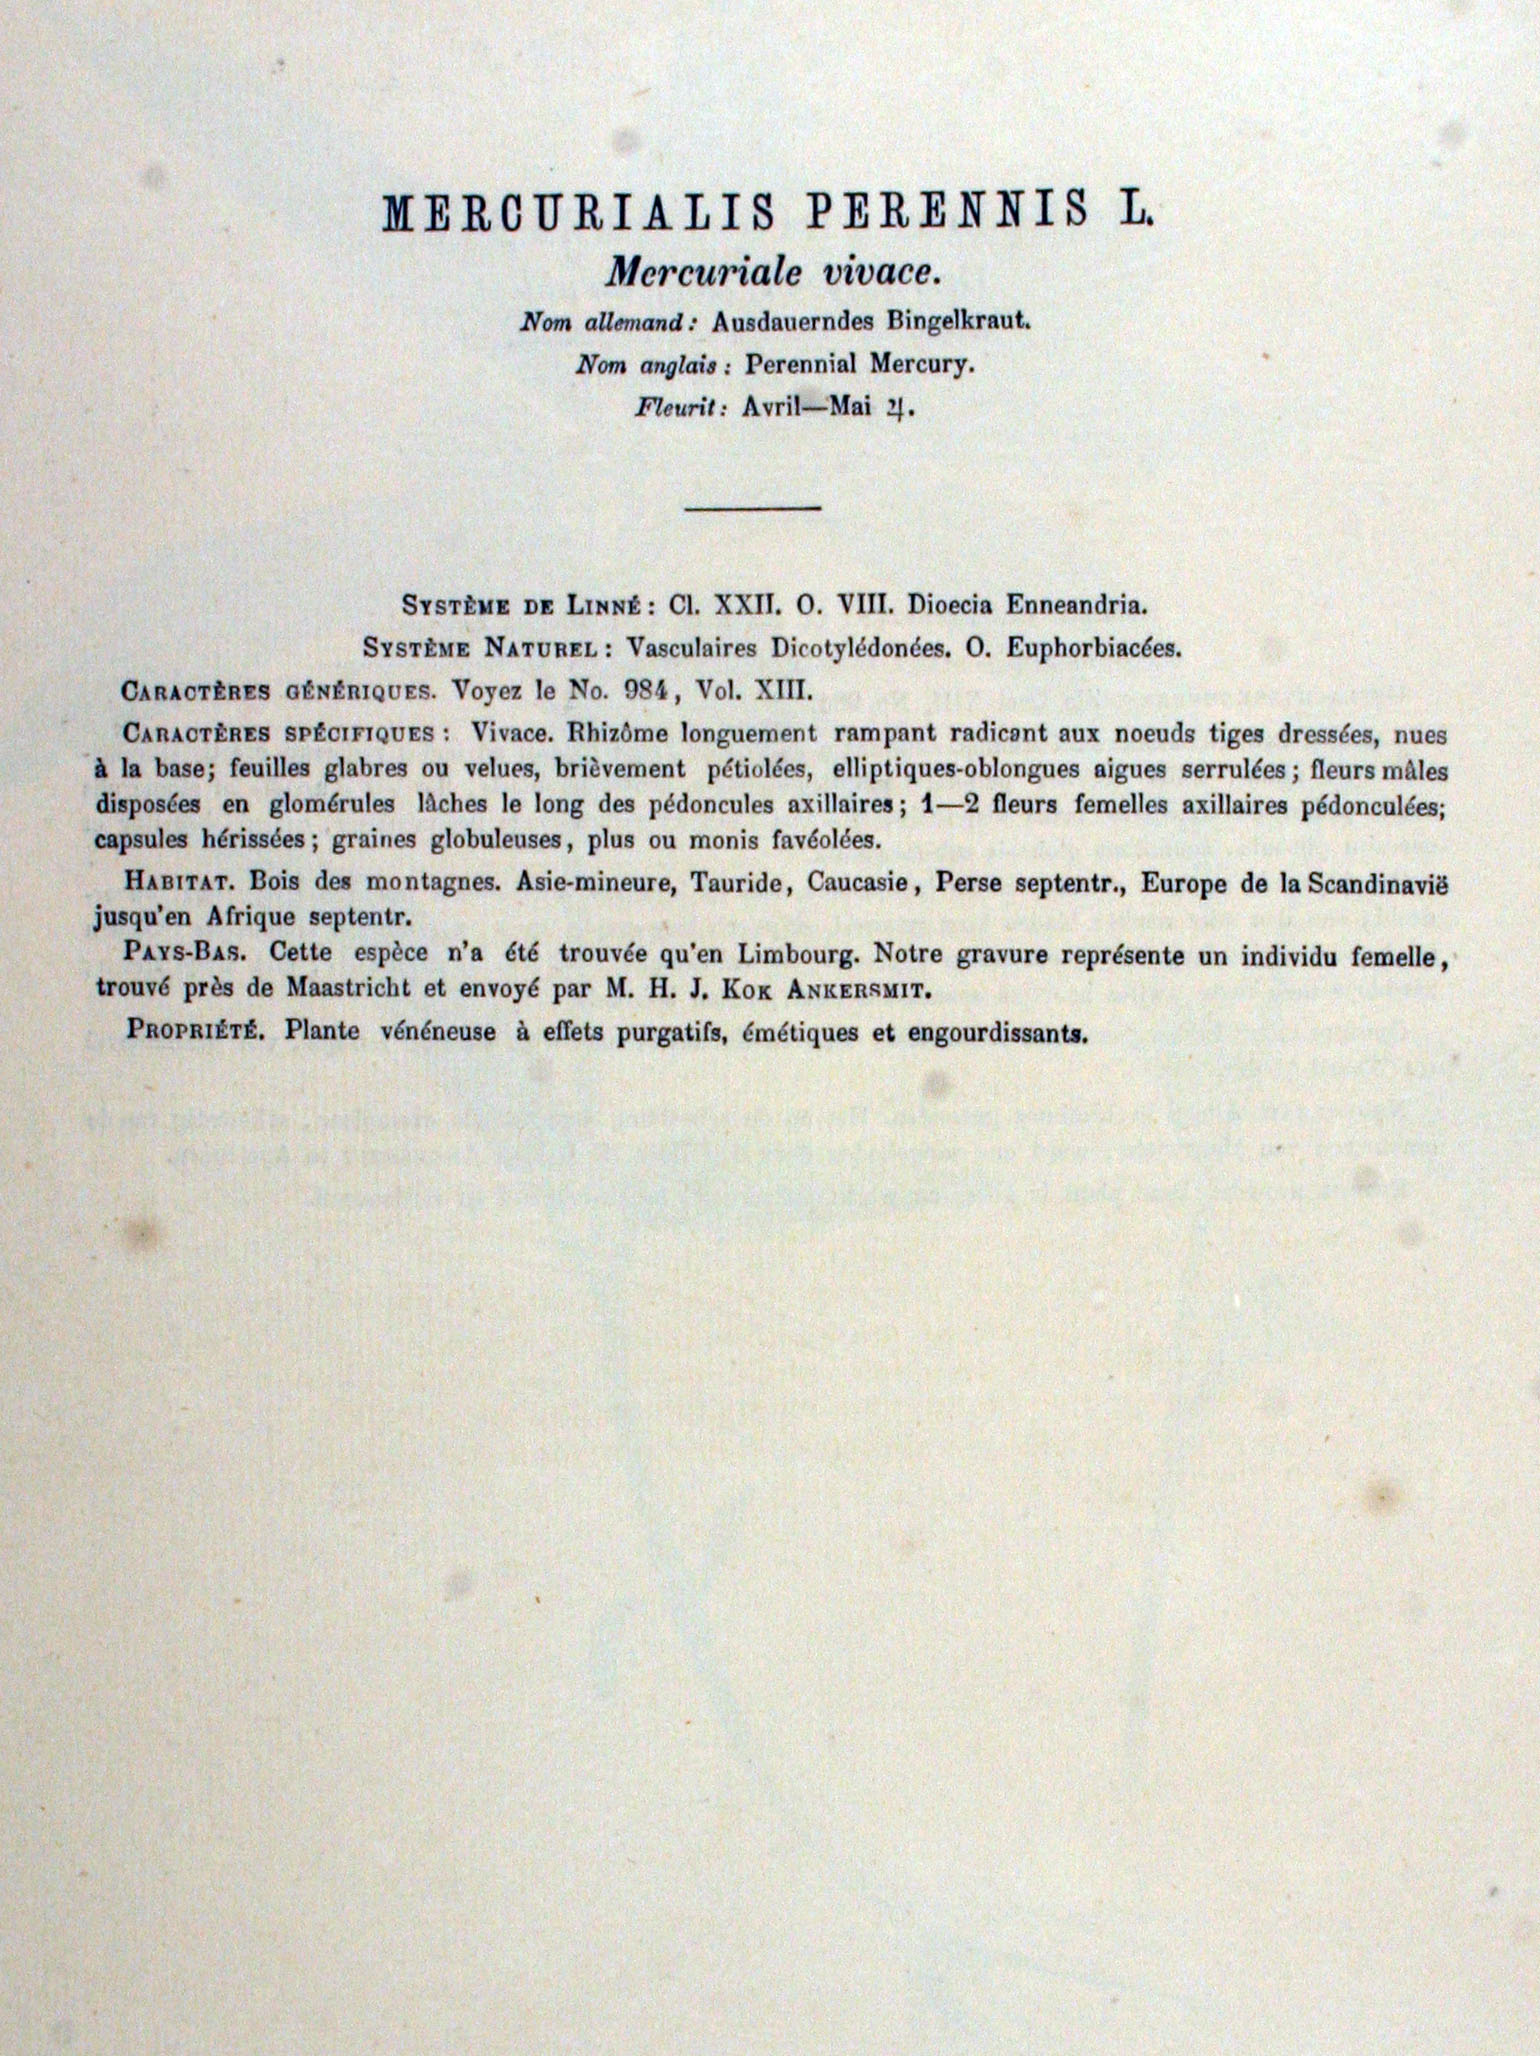 MERCURIALIS PERENNIS L.
Mercuriale vivace.
Nom allemand: Ausdauerndes Bingelkraut.
Nom anglais: Perennial Mercury.
Fleurit: Avril—Mai ♃.
Système de Linné: Cl. XXII. O. VIII. Dioecia Enneandria.
Système Naturel: Vasculaires Dicotylédonées. O. Euphorbiacées.
Caractères génériques. Voyez le No. 984, Vol. XIII.
Caractères spécifiques: Vivace. Rhizôme longuement rampant radicant aux noeuds tiges dressées, nues
à la base; feuilles glabres ou velues, brièvement pétiolées, elliptiques-oblongues aigues serrulées; fleurs mâles
disposées en glomérules lâches le long des pédoncules axillaires; 1—2 fleurs femelles axillaires pédonculées;
capsules hérissées; graines globuleuses, plus ou monis favéolées.
Habitat. Bois des montagnes. Asie-mineure, Tauride, Caucasie, Perse septentr., Europe de la Scandinavië
jusqu'en Afrique septentr.
Pays-Bas. Cette espèce n'a été trouvée qu'en Limbourg. Notre gravure représente un individu femelle,
trouvé près de Maastricht et envoyé par M. H. J. Kok Ankersmit.
Propriété. Plante vénéneuse à effets purgatifs, émétiques et engourdissants.